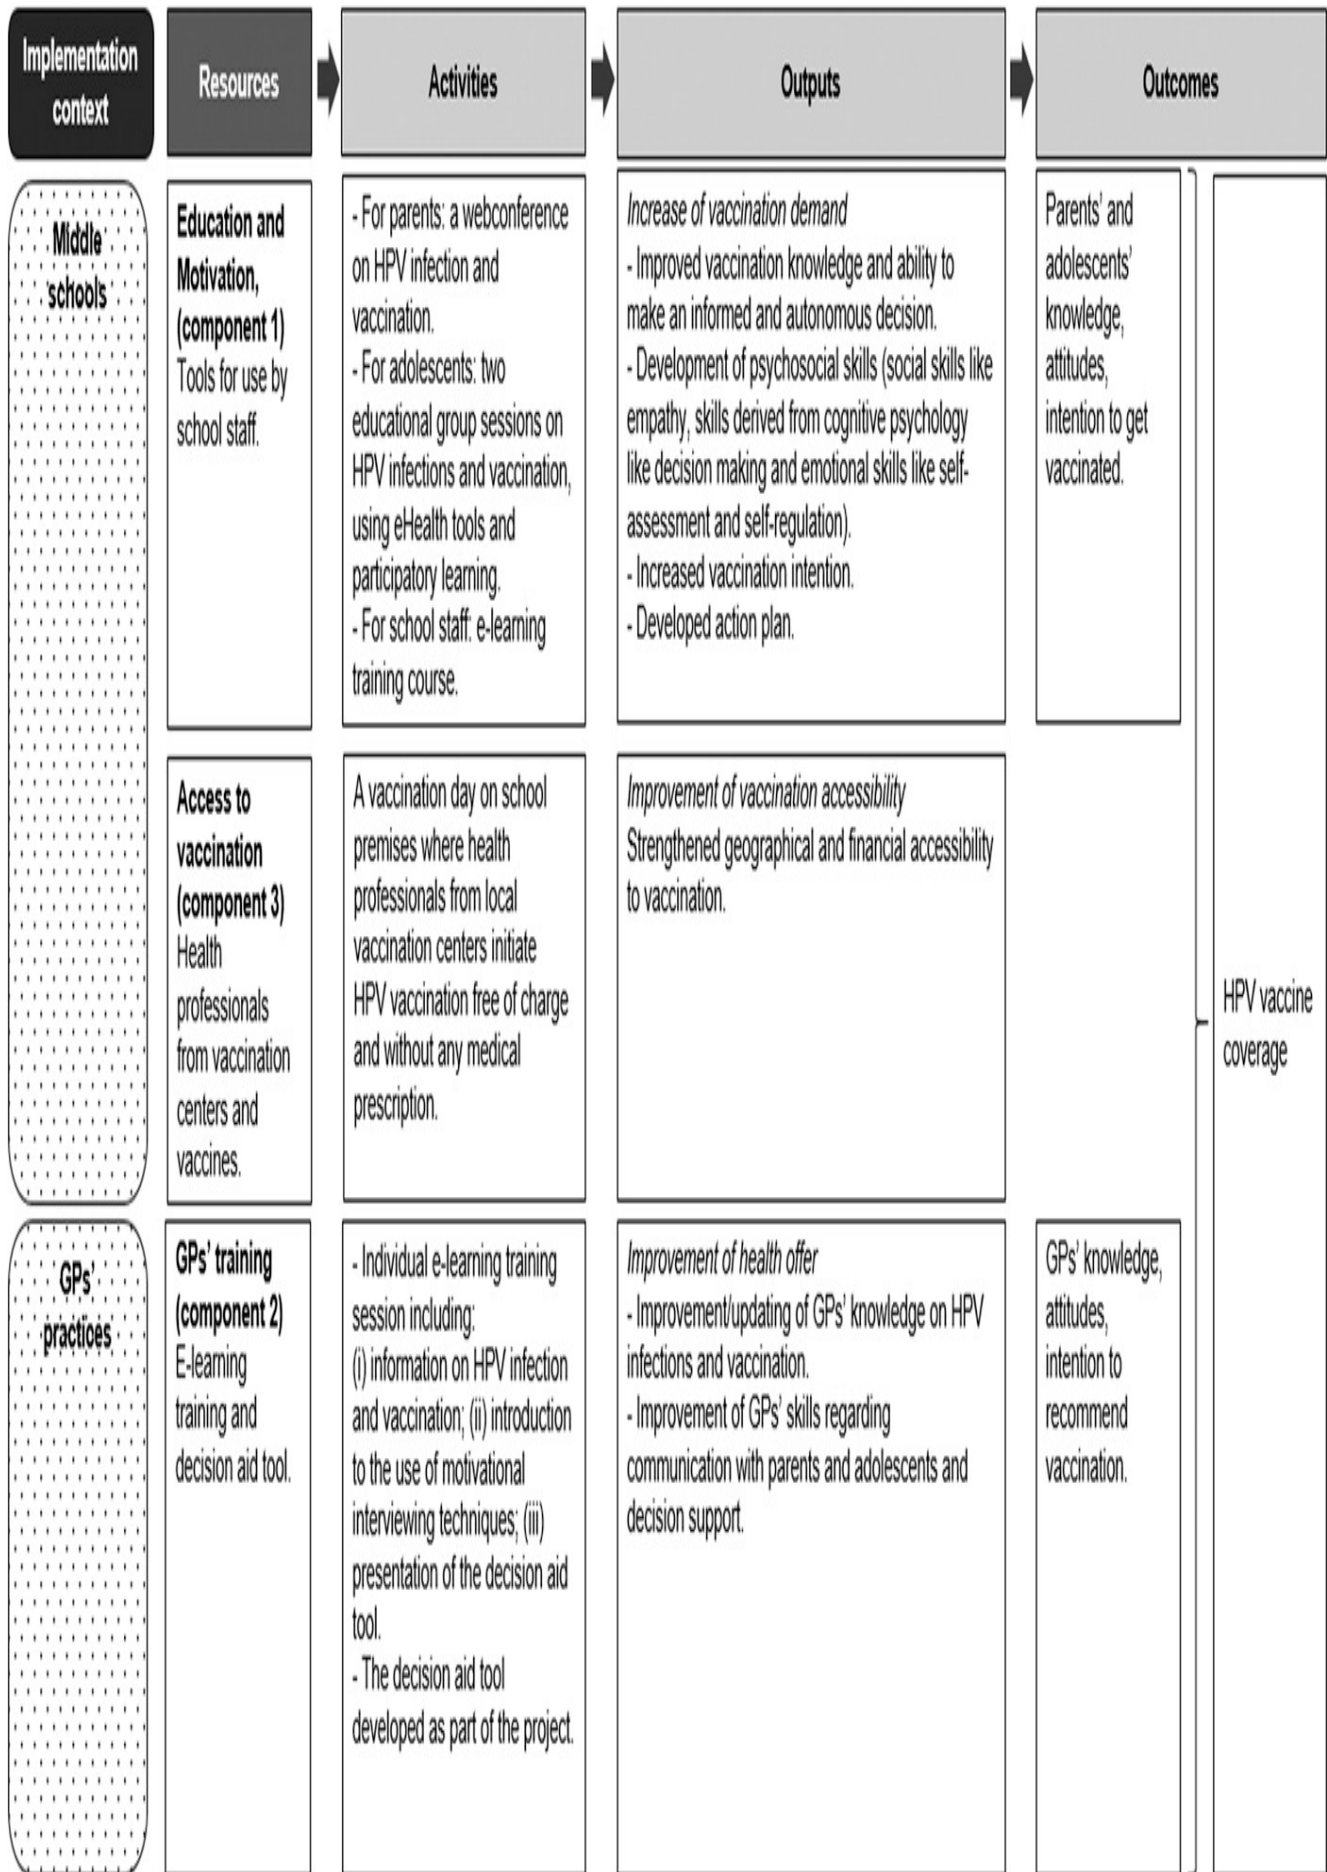 Implementation
context
Resources
Activities
Outputs
Outcomes
Middle
schools
Education and
Motivation,
(component 1)
Tools for use by
school staff.
- For parents: a webconference
on HPV infection and
vaccination.
- For adolescents: two
educational group sessions on
HPV infections and vaccination,
using eHealth tools and
participatory learning.
- For school staff: e-learning
training course.
Increase of vaccination demand
- Improved vaccination knowledge and ability to
make an informed and autonomous decision.
- Development of psychosocial skills (social skills like
empathy, skills derived from cognitive psychology
like decision making and emotional skills like self-
assessment and self-regulation).
- Increased vaccination intention.
- Developed action plan.
Parents' and
adolescents'
knowledge,
attitudes,
intention to get
vaccinated.
Access to
vaccination
(component 3)
Health
professionals
from vaccination
centers and
vaccines.
A vaccination day on school
premises where health
professionals from local
vaccination centers initiate
HPV vaccination free of charge
and without any medical
prescription.
Improvement of vaccination accessibility
Strengthened geographical and financial accessibility
to vaccination.
HPV vaccine
coverage
GPs'
practices
GPs' training
(component 2)
E-learning
training and
decision aid tool.
- Individual e-learning training
session including:
(i) information on HPV infection
and vaccination; (ii) introduction
to the use of motivational
interviewing techniques; (iii)
presentation of the decision aid
tool.
- The decision aid tool
developed as part of the project.
Improvement of health offer
- Improvement/updating of GPs' knowledge on HPV
infections and vaccination.
- Improvement of GPs' skills regarding
communication with parents and adolescents and
decision support.
GPs' knowledge,
attitudes,
intention to
recommend
vaccination.